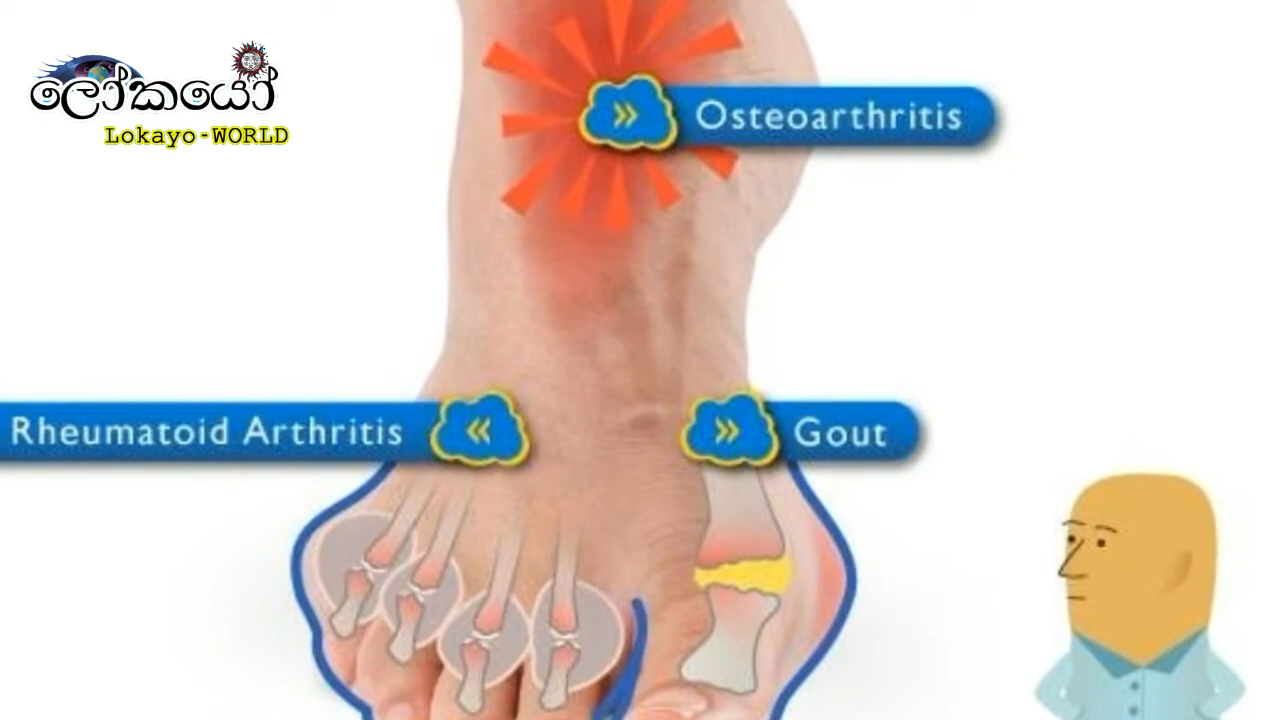 ලෝකයෝ
Lokayo-WORLD
Osteoarthritis
Rheumatoid Arthritis
Gout